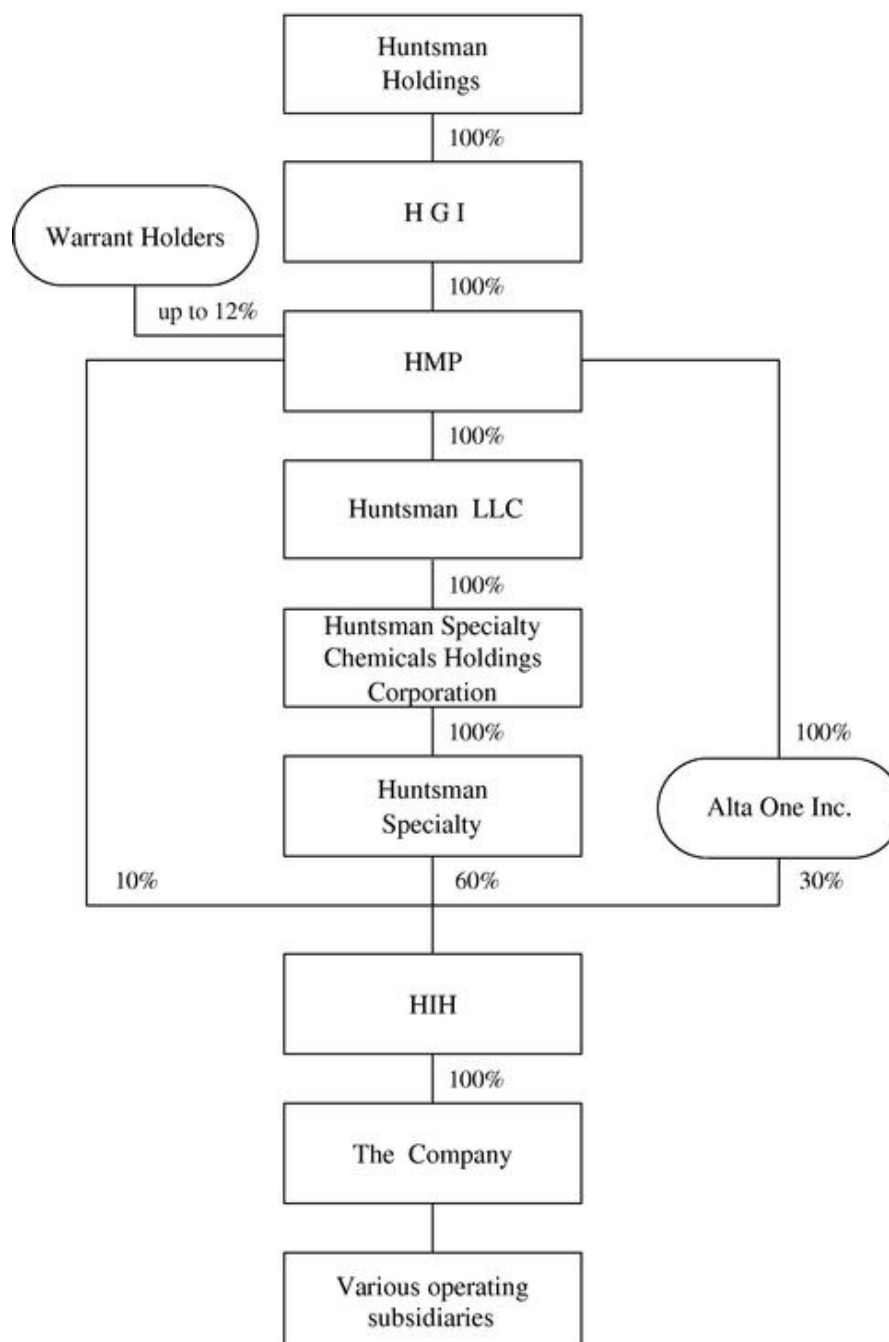 Huntsman
Holdings
100%
H G I
Warrant Holders
100%
up to 12%
HMP
100%
Huntsman LLC
100%
Huntsman Specialty
Chemicals Holdings
Corporation
100%
100%
Huntsman
Specialty
Alta One Inc.
10%
60%
30%
HIH
100%
The Company
Various operating
subsidiaries